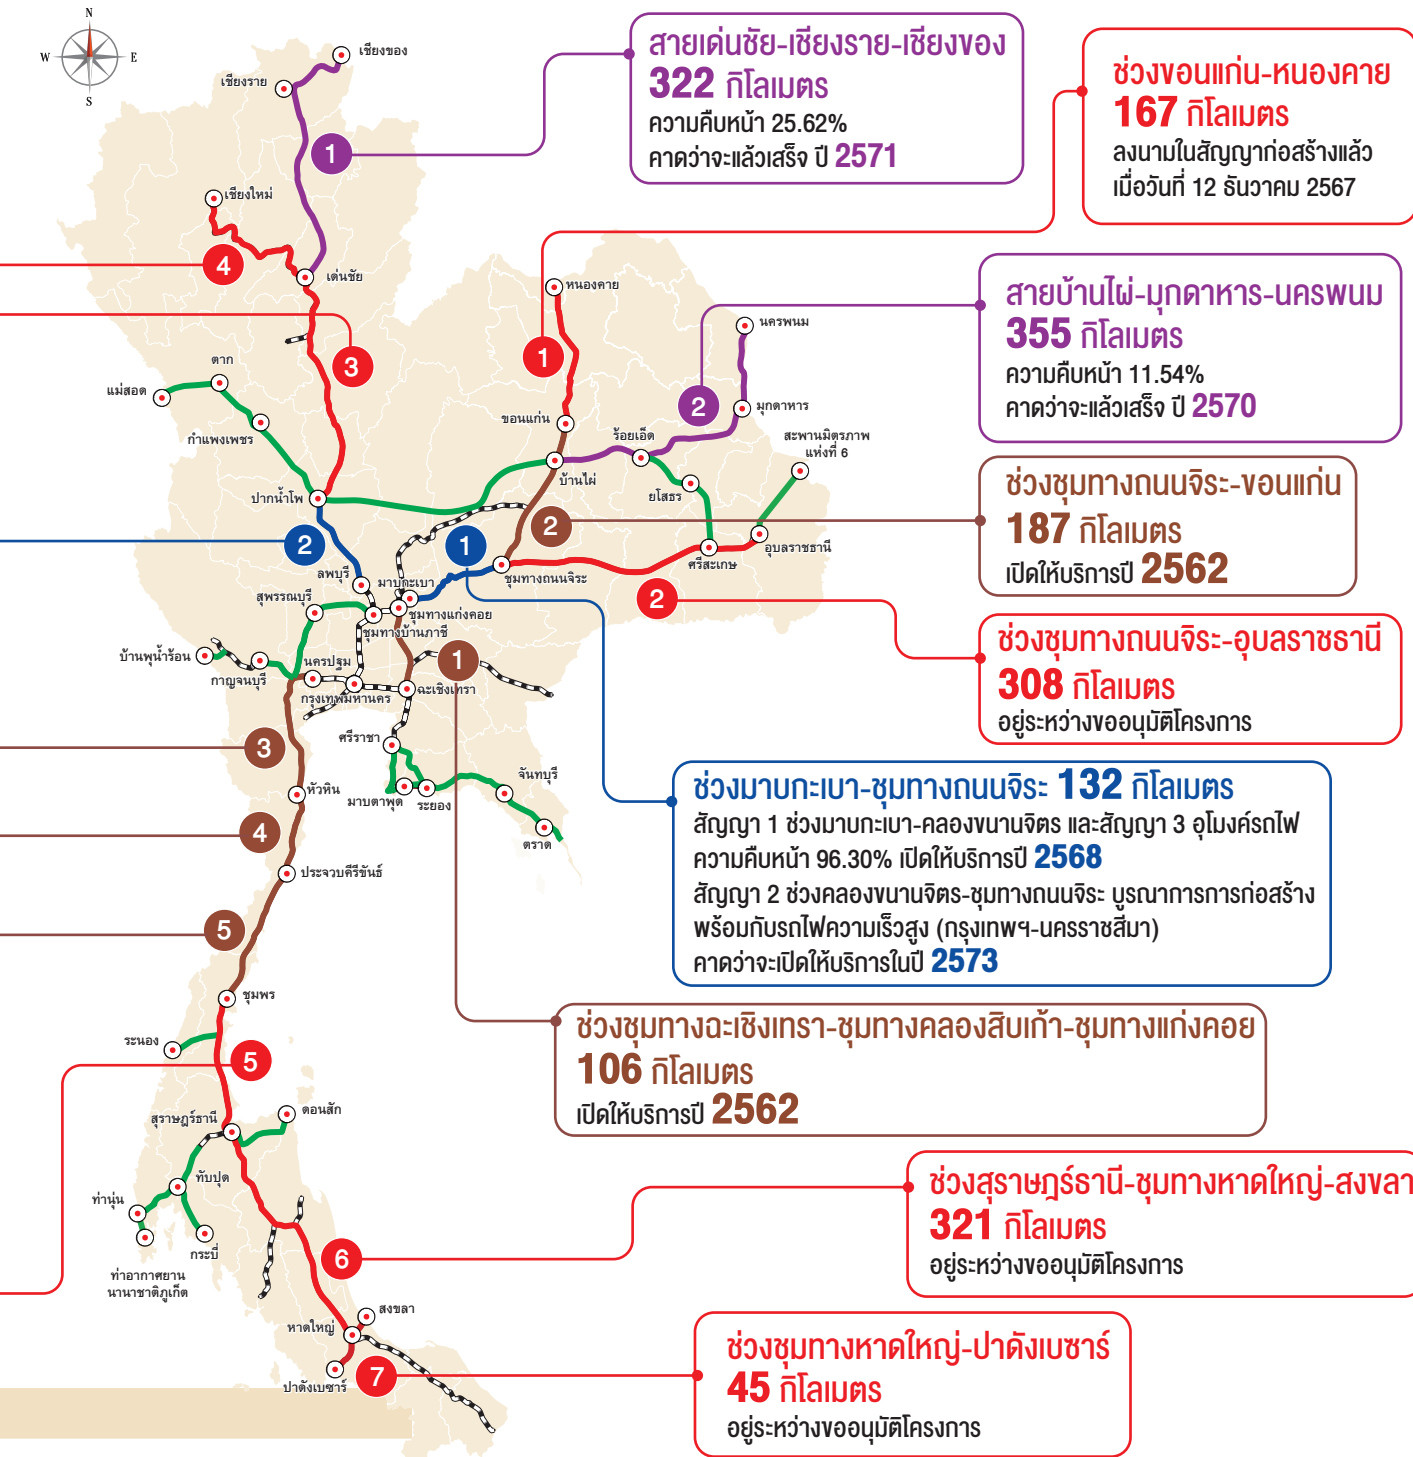 N
W
E
S
สายเด่นชัย-เชียงราย-เชียงของ
322 กิโลเมตร
ความคืบหน้า 25.62%
คาดว่าจะแล้วเสร็จ ปี 2571
ช่วงขอนแก่น-หนองคาย
167 กิโลเมตร
ลงนามในสัญญาก่อสร้างแล้ว
เมื่อวันที่ 12 ธันวาคม 2567
สายบ้านไผ่-มุกดาหาร-นครพนม
355 กิโลเมตร
ความคืบหน้า 11.54%
คาดว่าจะแล้วเสร็จ ปี 2570
ช่วงชุมทางถนนจิระ-ขอนแก่น
187 กิโลเมตร
เปิดให้บริการปี 2562
ช่วงชุมทางถนนจิระ-อุบลราชธานี
308 กิโลเมตร
อยู่ระหว่างขออนุมัติโครงการ
ช่วงมาบกะเบา-ชุมทางถนนจิระ 132 กิโลเมตร
สัญญา 1 ช่วงมาบกะเบา-คลองขนานจิตร และสัญญา 3 อุโมงค์รถไฟ
ความคืบหน้า 96.30% เปิดให้บริการปี 2568
สัญญา 2 ช่วงคลองขนานจิตร-ชุมทางถนนจิระ บูรณาการการก่อสร้าง
พร้อมกับรถไฟความเร็วสูง (กรุงเทพฯ-นครราชสีมา)
คาดว่าจะเปิดให้บริการในปี 2573
ช่วงชุมทางฉะเชิงเทรา-ชุมทางคลองสิบเก้า-ชุมทางแก่งคอย
106 กิโลเมตร
เปิดให้บริการปี 2562
ช่วงสุราษฎร์ธานี-ชุมทางหาดใหญ่-สงขลา
321 กิโลเมตร
อยู่ระหว่างขออนุมัติโครงการ
ช่วงชุมทางหาดใหญ่-ปาดังเบซาร์
45 กิโลเมตร
อยู่ระหว่างขออนุมัติโครงการ
เชียงของ
เชียงราย
1
เชียงใหม่
4
เด่นชัย
หนองคาย
นครพนม
3
1
ตาก
แม่สอด
2
มุกดาหาร
กำแพงเพชร
ขอนแก่น
ร้อยเอ็ด
สะพานมิตรภาพ
แห่งที่ 6
บ้านไผ่
ปากน้ำโพ
ยโสธร
2
1
2
อุบลราชธานี
ศรีสะเกษ
ลพบุรี
มาบกะเบา
ชุมทางถนนจิระ
สุพรรณบุรี
2
ชุมทางแก่งคอย
ชุมทางบ้านภาชี
บ้านพุน้ำร้อน
กาญจนบุรี
นครปฐม
1
กรุงเทพมหานคร
ฉะเชิงเทรา
3
ศรีราชา
หัวหิน
มาบตาพุด
ระยอง
จันทบุรี
4
ตราด
ประจวบคีรีขันธ์
5
ชุมพร
ระนอง
5
สุราษฎร์ธานี
ดอนสัก
ทับปุด
ท่านุ่น
กระบี่
6
ท่าอากาศยาน
นานาชาติภูเก็ต
สงขลา
หาดใหญ่
ปาดังเบซาร์
7